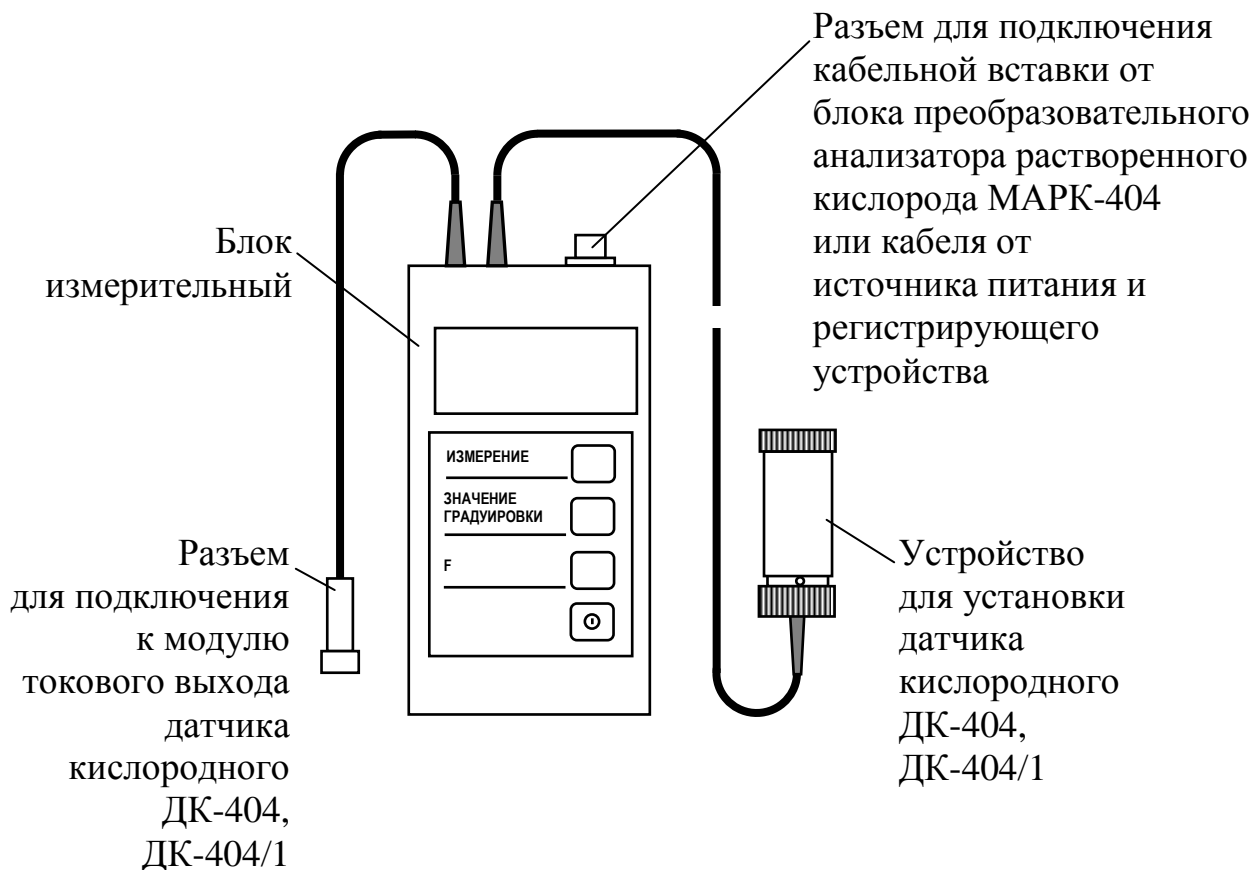 Разъем для подключения
кабельной вставки от
блока преобразовательного
анализатора растворенного
кислорода МАРК-404
или кабеля от
источника питания и
регистрирующего
устройства
Блок
измерительный
ИЗМЕРЕНИЕ
ЗНАЧЕНИЕ
ГРАДУИРОВКИ
F
Разъем
для подключения
к модулю
токового выхода
датчика
кислородного
ДК-404,
ДК-404/1
Устройство
для установки
датчика
кислородного
ДК-404,
ДК-404/1